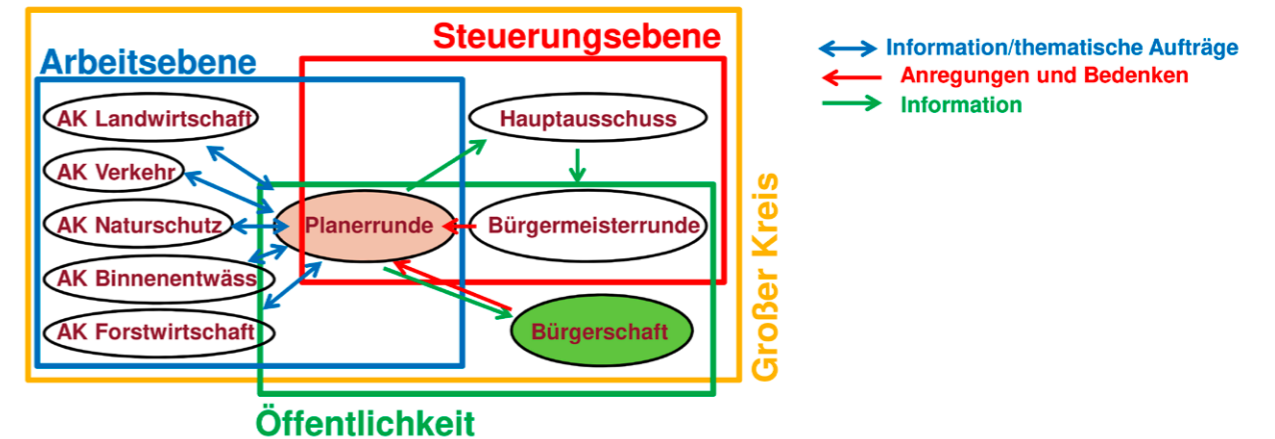 Steuerungsebene
Arbeitsebene
AK Landwirtschaft
AK Verkehr
AK Naturschutz
AK Binnenentwäss
AK Forstwirtschaft
Hauptausschuss
Planerrunde
Bürgermeisterrunde
Bürgerschaft
Öffentlichkeit
Großer Kreis
Information/thematische Aufträge
Anregungen und Bedenken
Information